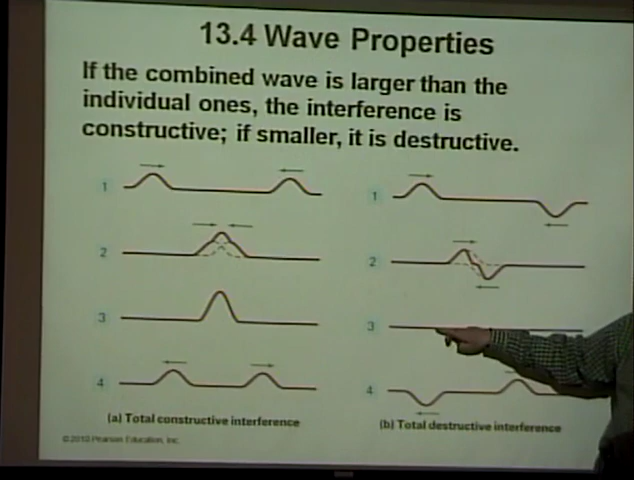 13.4 Wave Properties
If the combined wave is larger than the
individual ones, the interference is
constructive; if smaller, it is destructive.
1
2
3
4
(a) Total constructive interference
1
2
3
4
(b) Total destructive interference
©2010 Pearson Education, Inc.